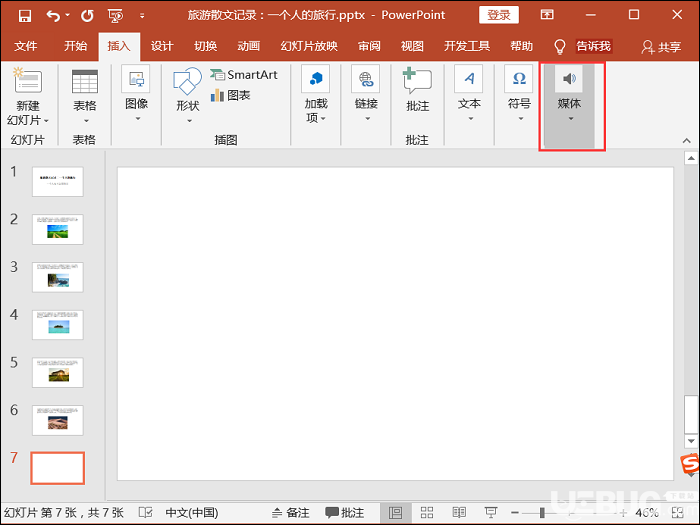 旅游散文记录：一个人的旅行.pptx - PowerPoint
登录
文件 开始 插入 设计 切换 动画 幻灯片放映 审阅 视图 开发工具 帮助 告诉我 共享
新建
幻灯片
幻灯片
表格
表格
图像
形状
SmartArt
图表
插图
加载
项
链接
批注
批注
文本
符号
媒体
1
2
3
4
5
6
7
幻灯片 第 7 张，共 7 张 中文(中国) 备注 批注 46%
UEBUG